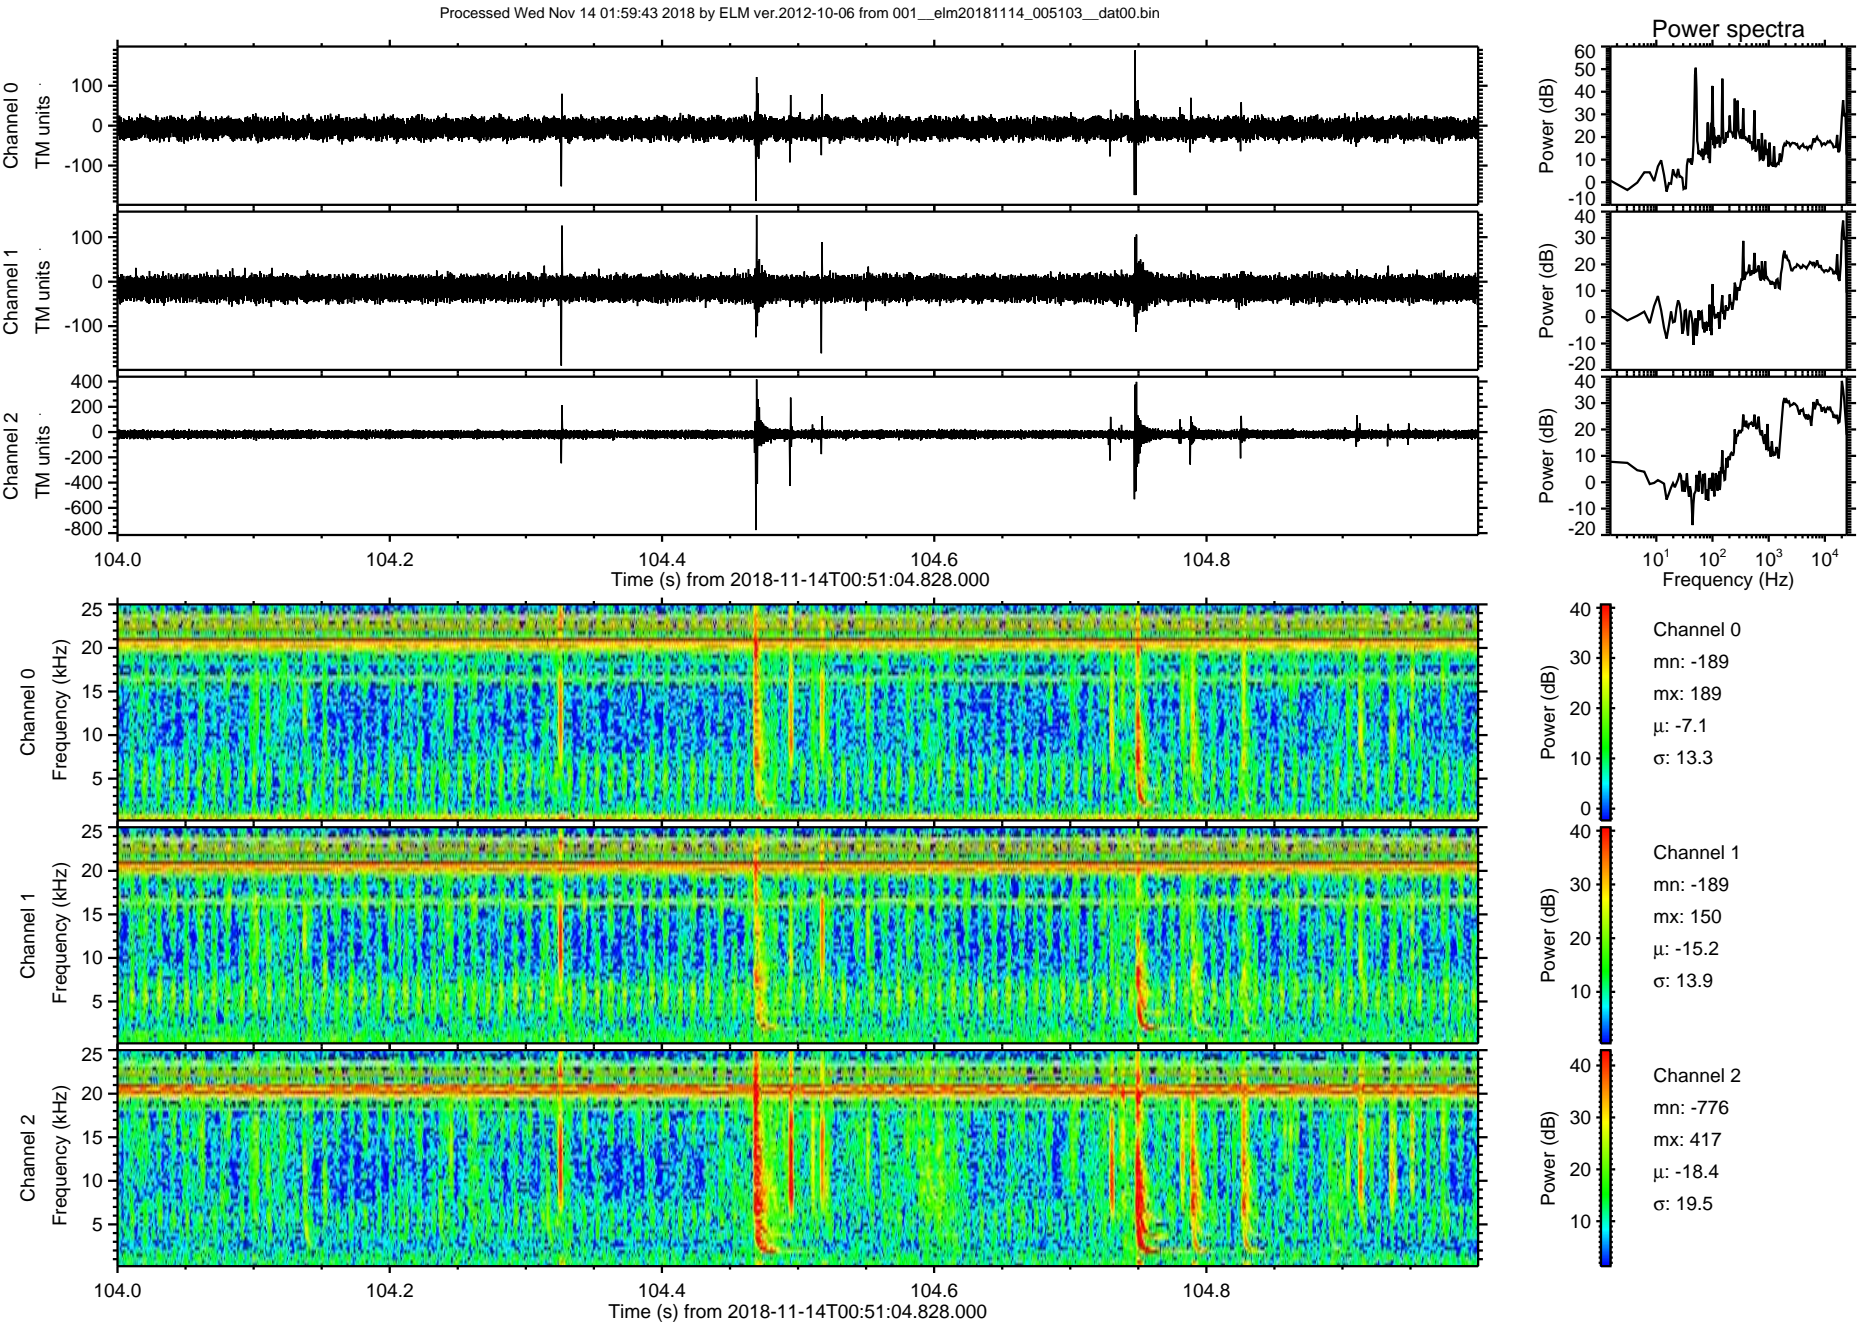 Processed Wed Nov 14 01:59:43 2018 by ELM ver.2012-10-06 from 001__elm20181114_005103__dat00.bin
Power spectra
Channel 0
TM units
100
0
-100
Power (dB)
60
50
40
30
20
10
0
-10
Channel 1
TM units
100
0
-100
Power (dB)
40
30
20
10
0
-10
-20
Channel 2
TM units
400
200
0
-200
-400
-600
-800
Power (dB)
40
30
20
10
0
-10
-20
104.0 104.2 104.4 104.6 104.8
Time (s) from 2018-11-14T00:51:04.828.000
10^1 10^2 10^3 10^4
Frequency (Hz)
Channel 0
Frequency (kHz)
25
20
15
10
5
Power (dB)
40
30
20
10
0
Channel 0
mn: -189
mx: 189
μ: -7.1
σ: 13.3
Channel 1
Frequency (kHz)
25
20
15
10
5
Power (dB)
40
30
20
10
Channel 1
mn: -189
mx: 150
μ: -15.2
σ: 13.9
Channel 2
Frequency (kHz)
25
20
15
10
5
Power (dB)
40
30
20
10
Channel 2
mn: -776
mx: 417
μ: -18.4
σ: 19.5
104.0 104.2 104.4 104.6 104.8
Time (s) from 2018-11-14T00:51:04.828.000